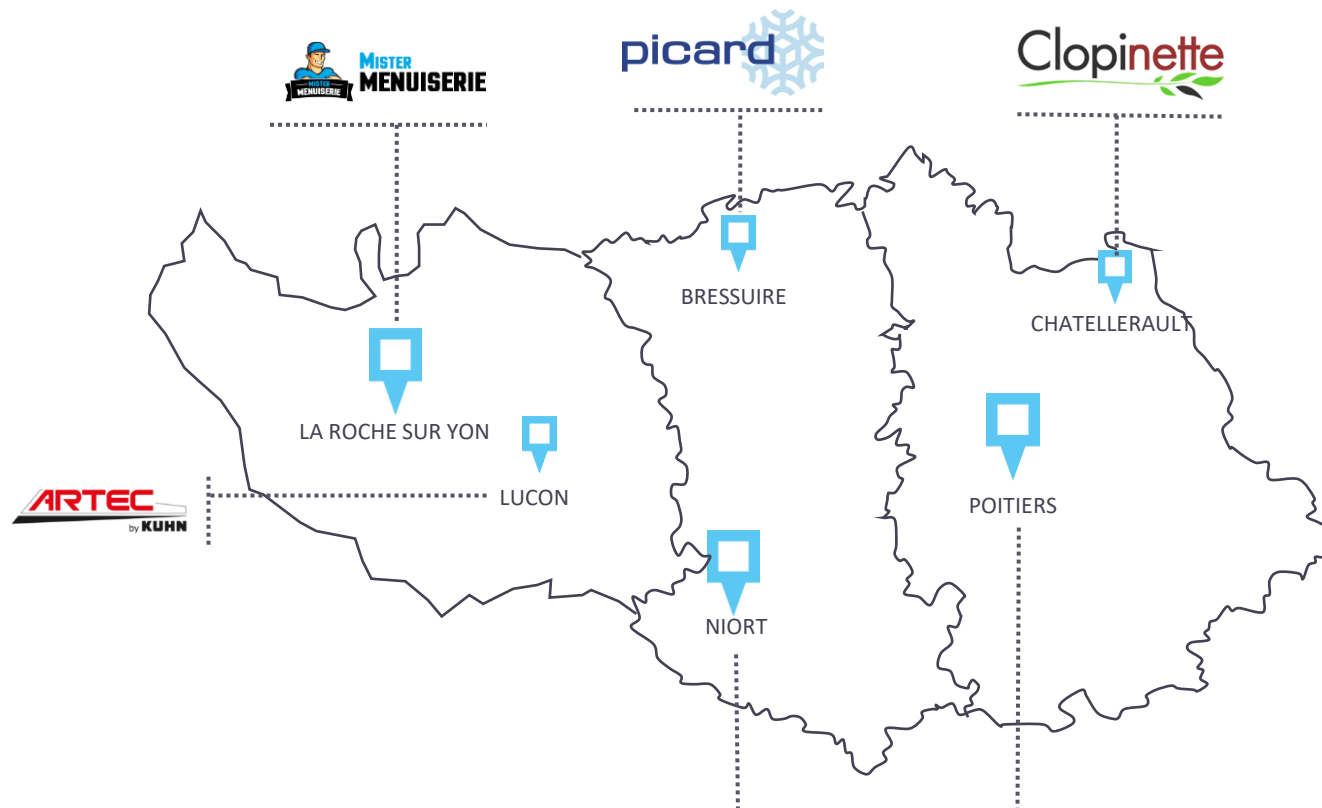 MISTER
MENUISERIE
MISTER
MENUISERIE
picard
Clopinette
BRESSUIRE
CHATELLERAULT
LA ROCHE SUR YON
LUCON
ARTEC
by KUHN
POITIERS
NIORT